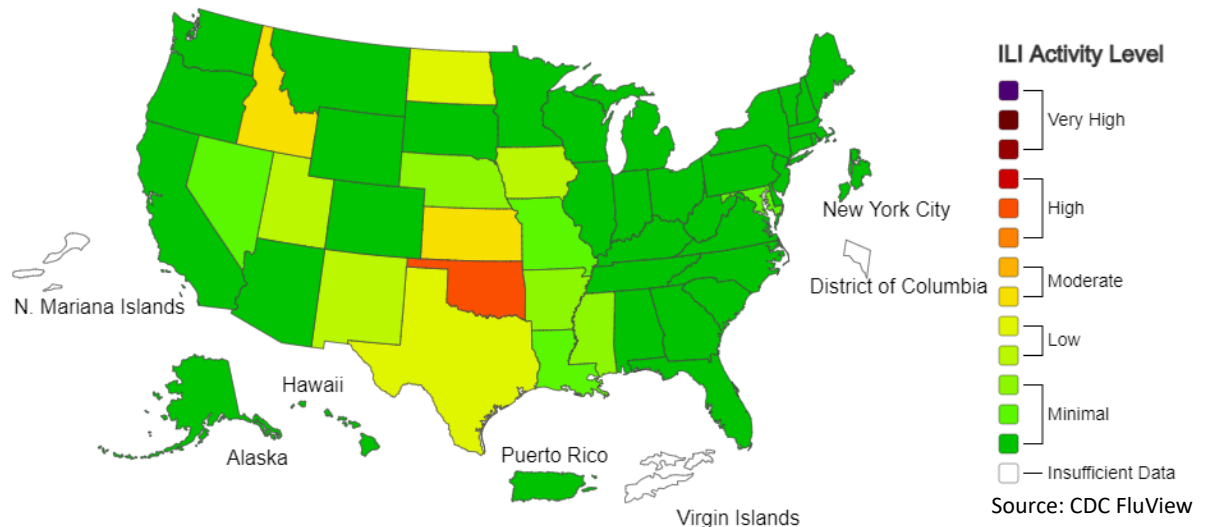 ILI Activity Level
Very High
High
Moderate
Low
Minimal
Insufficient Data
New York City
District of Columbia
N. Mariana Islands
Hawaii
Alaska
Puerto Rico
Virgin Islands
Source: CDC FluView